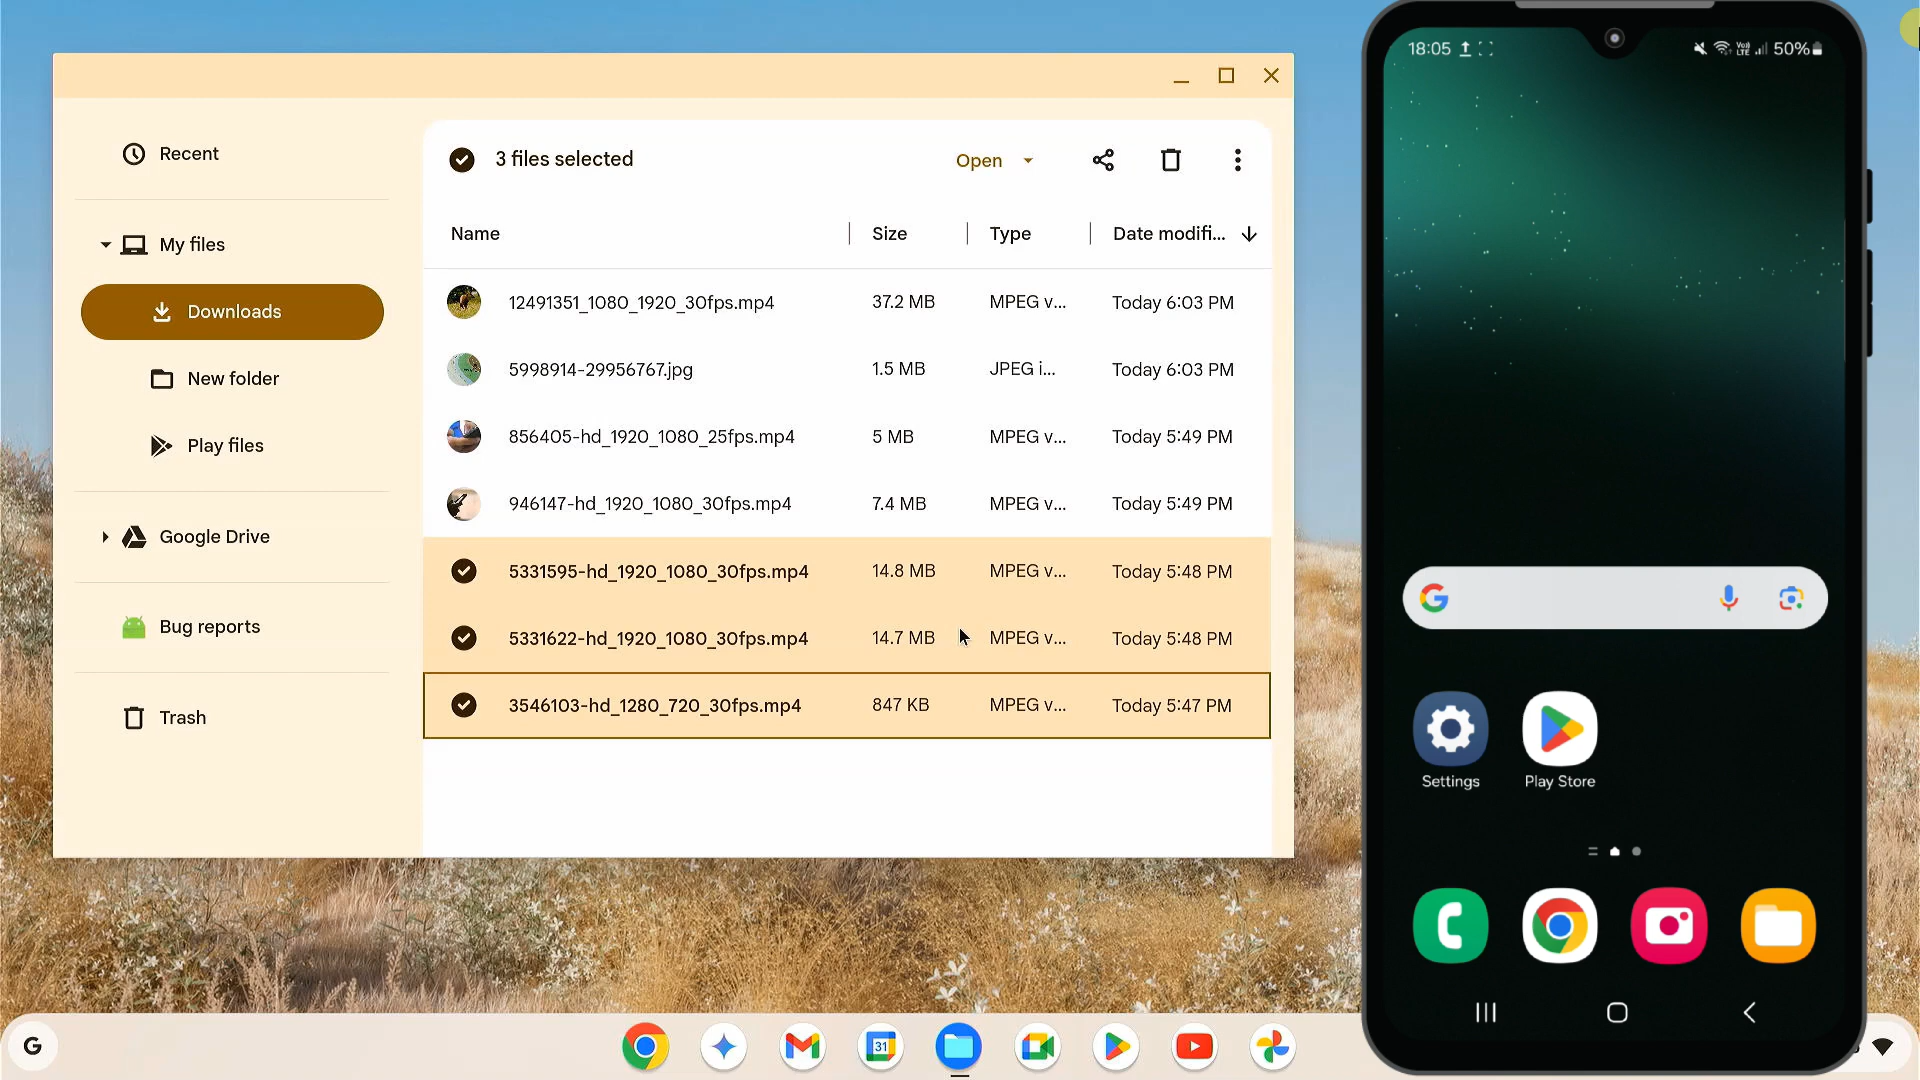 Recent
My files
Downloads
New folder
Play files
Google Drive
Bug reports
Trash
3 files selected
Open
Name Size Type Date modifi...
12491351_1080_1920_30fps.mp4 37.2 MB MPEG v... Today 6:03 PM
5998914-29956767.jpg 1.5 MB JPEG i... Today 6:03 PM
856405-hd_1920_1080_25fps.mp4 5 MB MPEG v... Today 5:49 PM
946147-hd_1920_1080_30fps.mp4 7.4 MB MPEG v... Today 5:49 PM
5331595-hd_1920_1080_30fps.mp4 14.8 MB MPEG v... Today 5:48 PM
5331622-hd_1920_1080_30fps.mp4 14.7 MB MPEG v... Today 5:48 PM
3546103-hd_1280_720_30fps.mp4 847 KB MPEG v... Today 5:47 PM
18:05 Vo) LTE 50%
G
Settings Play Store
G 31